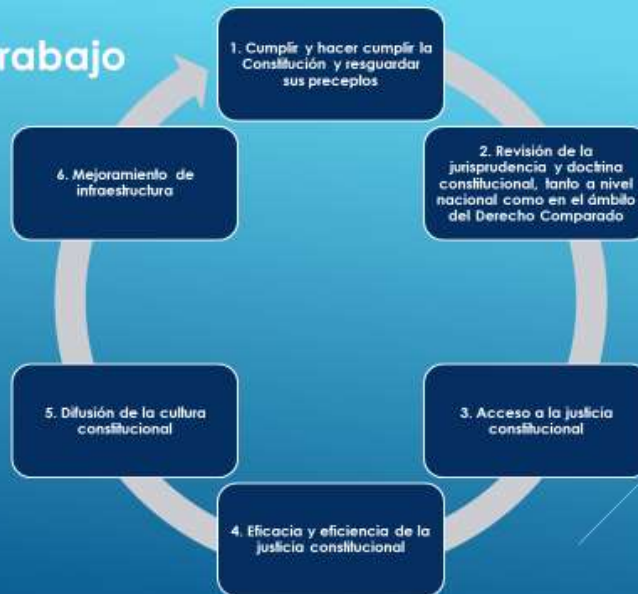 rabajo
1. Cumplir y hacer cumplir la
Constitución y resguardar
sus preceptos
2. Revisión de la
jurisprudencia y doctrina
constitucional, tanto a nivel
nacional como en el ámbito
del Derecho Comparado
3. Acceso a la justicia
constitucional
4. Eficacia y eficiencia de la
justicia constitucional
5. Difusión de la cultura
constitucional
6. Mejoramiento de
infraestructura